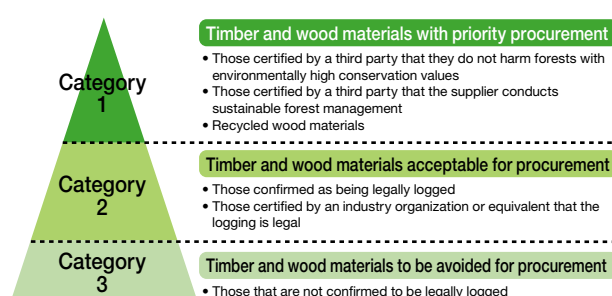 Category
1
Timber and wood materials with priority procurement
• Those certified by a third party that they do not harm forests with
environmentally high conservation values
• Those certified by a third party that the supplier conducts
sustainable forest management
• Recycled wood materials
Category
2
Timber and wood materials acceptable for procurement
• Those confirmed as being legally logged
• Those certified by an industry organization or equivalent that the
logging is legal
Category
3
Timber and wood materials to be avoided for procurement
• Those that are not confirmed to be legally logged